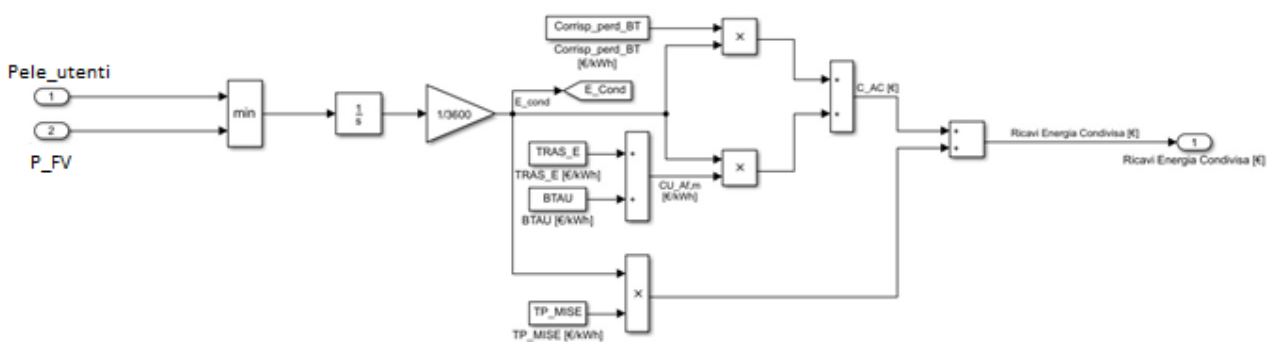 Pele_utenti
1
2
P_FV
min
1
s
1/3600
E_cond
E_Cond
Corrisp_perd_BT
Corrisp_perd_BT
[€/kWh]
×
TRAS_E
TRAS_E [€/kWh]
BTAU
BTAU [€/kWh]
+
+
CU_Af,m
[€/kWh]
×
TP_MISE
TP_MISE [€/kWh]
×
+
+
C_AC [€]
+
+
Ricavi Energia Condivisa [€]
1
Ricavi Energia Condivisa [€]